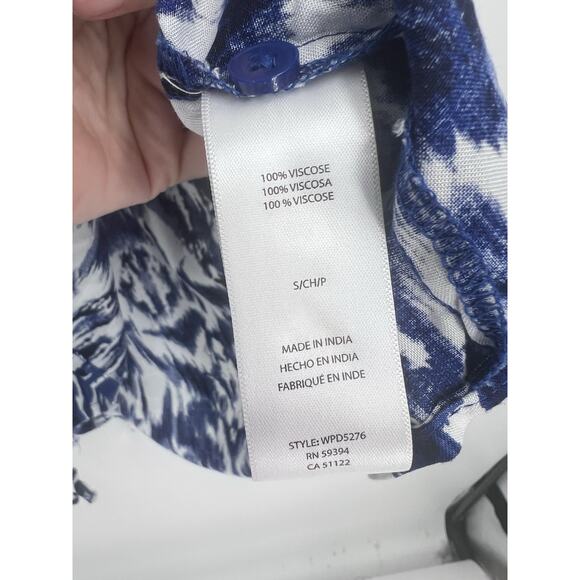 100% VISCOSE
100% VISCOSA
100 % VISCOSE
S/CH/P
MADE IN INDIA
HECHO EN INDIA
FABRIQUÉ EN INDE
STYLE: WPD5276
RN 59394
CA 51122